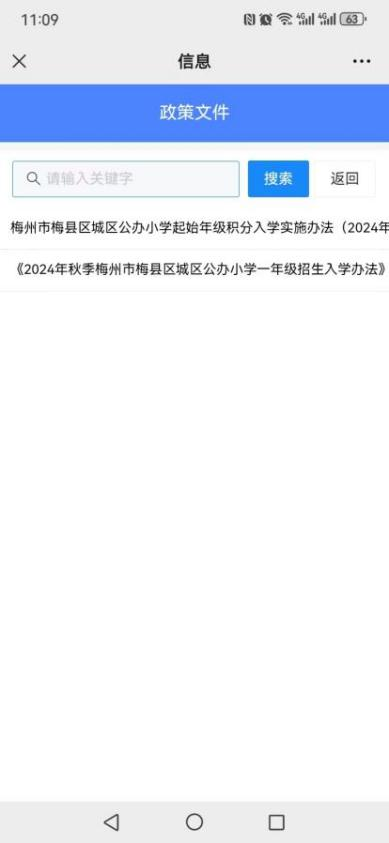 11:09
4G 4G 63
信息
政策文件
请输入关键字
搜索 返回
梅州市梅县区城区公办小学起始年级积分入学实施办法（2024年
《2024年秋季梅州市梅县区城区公办小学一年级招生入学办法》